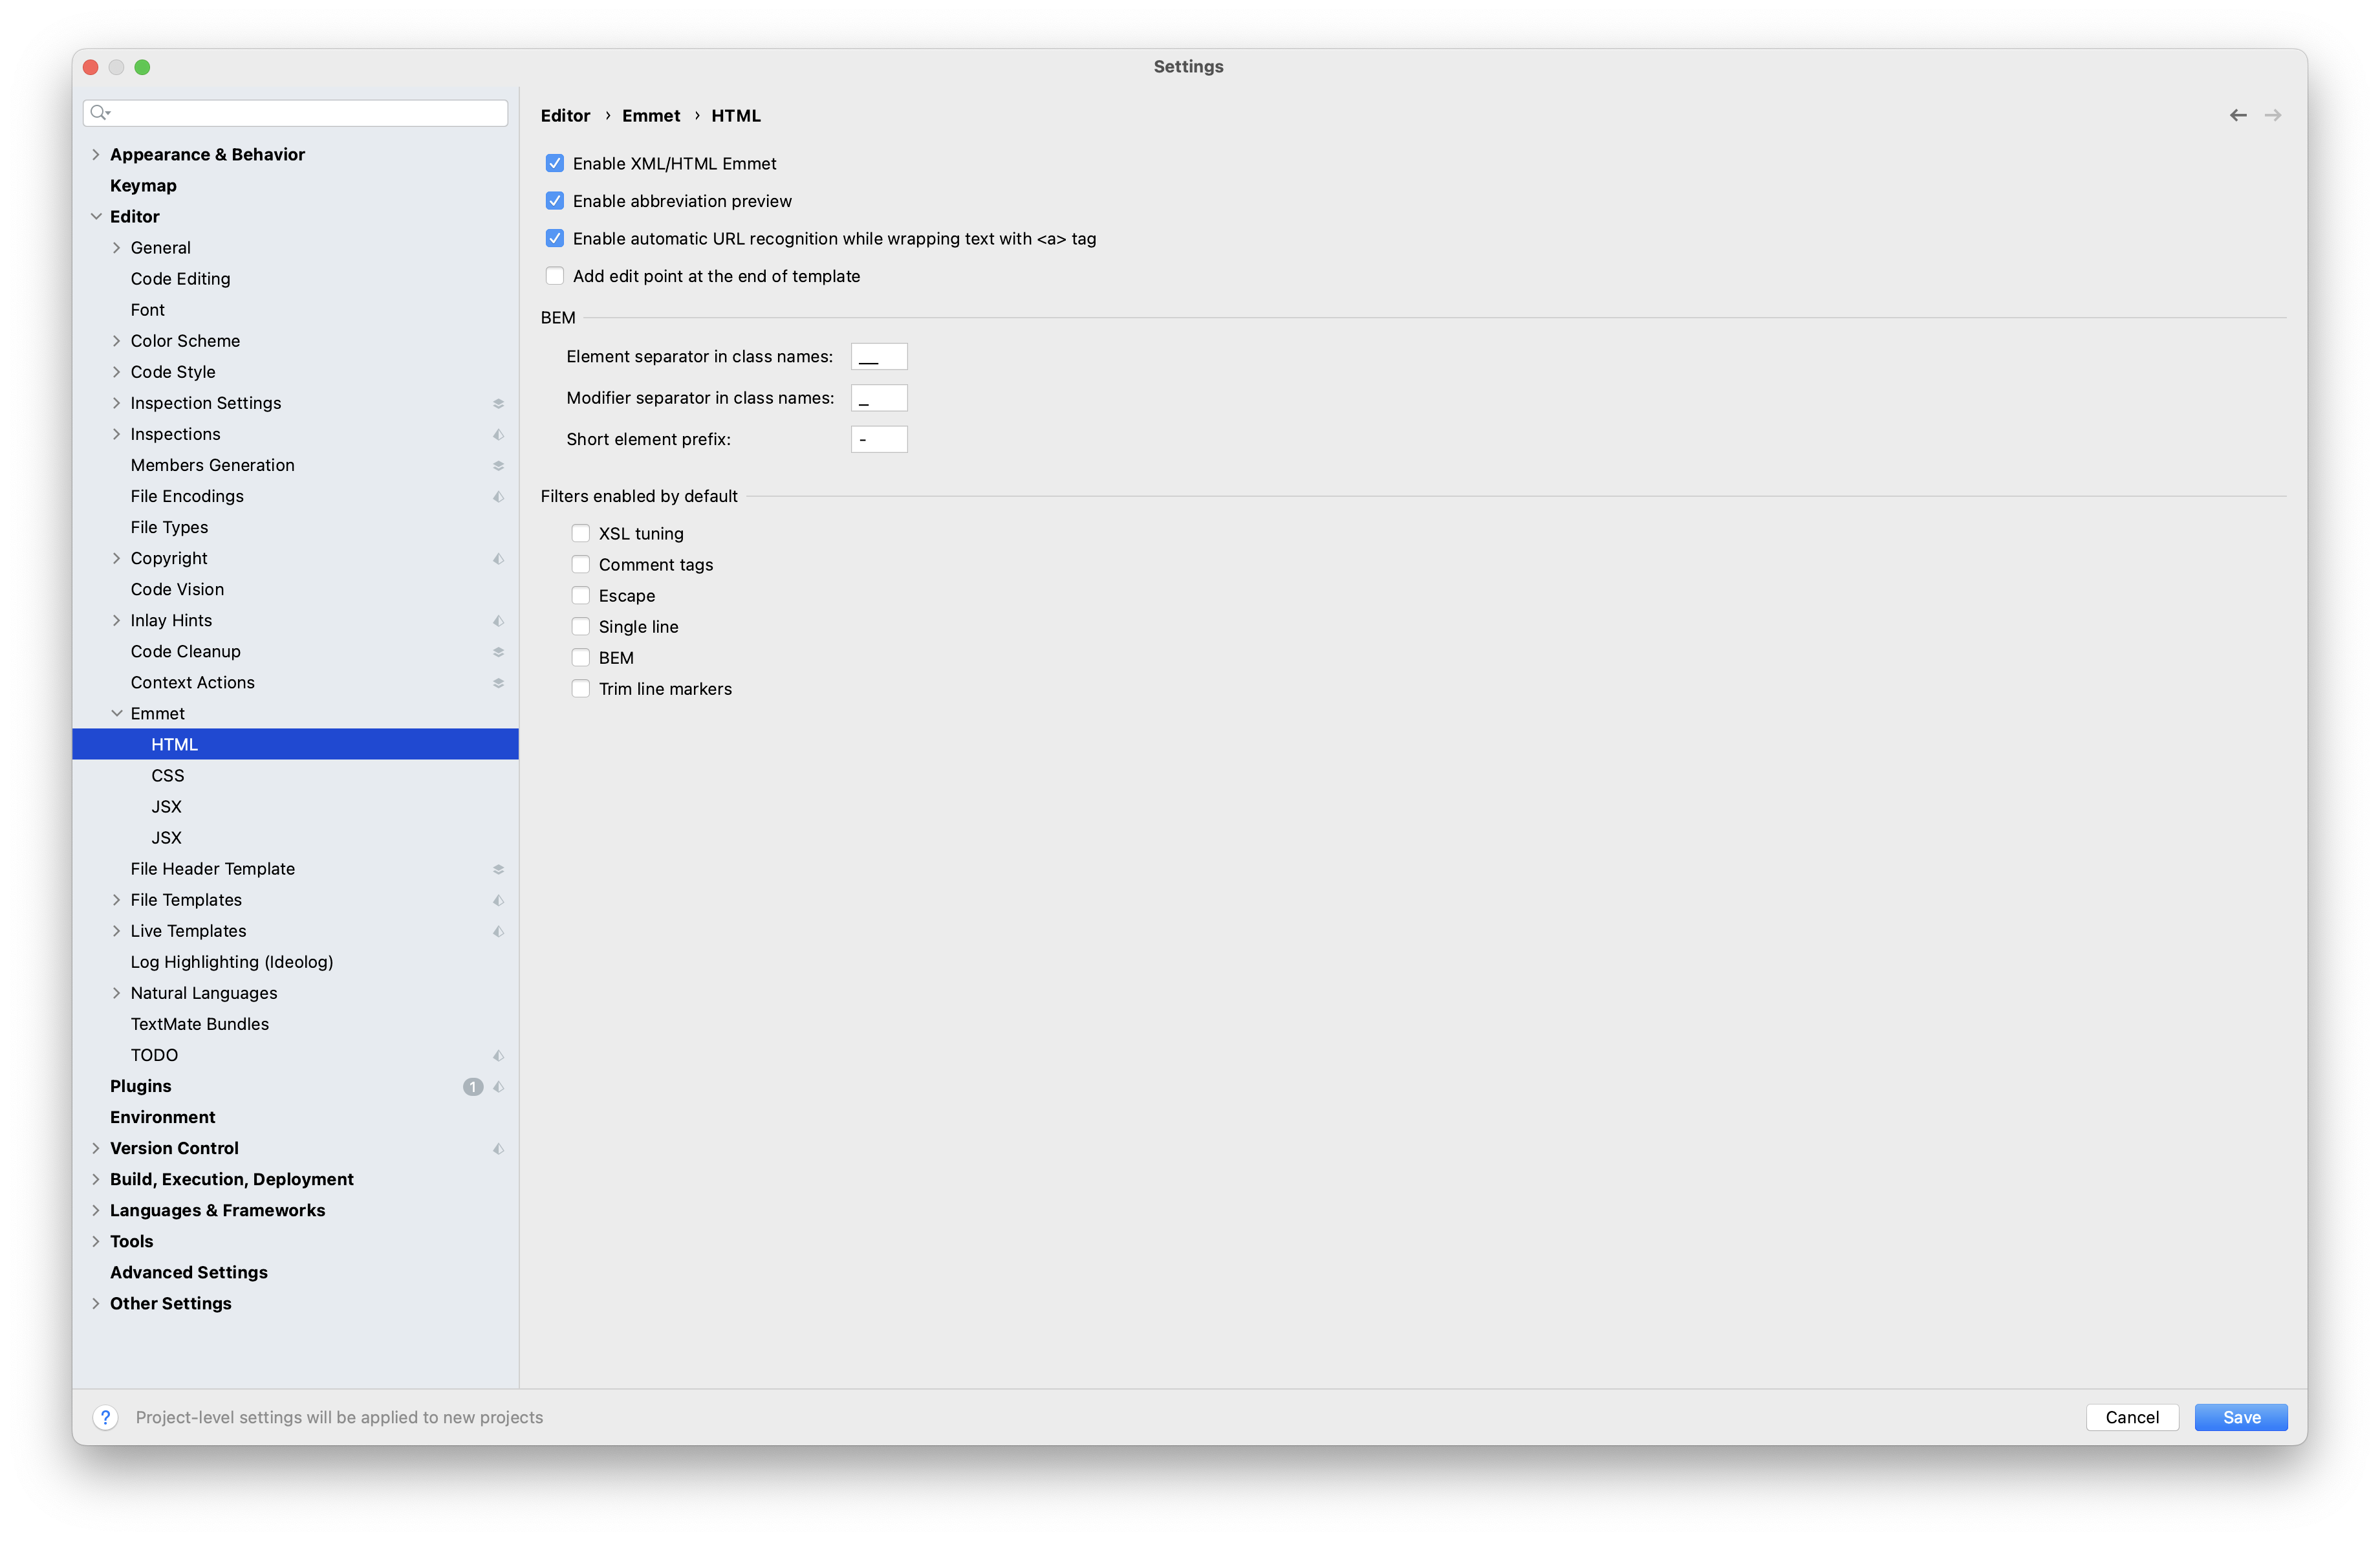 Settings
Appearance & Behavior
Keymap
Editor
General
Code Editing
Font
Color Scheme
Code Style
Inspection Settings
Inspections
Members Generation
File Encodings
File Types
Copyright
Code Vision
Inlay Hints
Code Cleanup
Context Actions
Emmet
HTML
CSS
JSX
JSX
File Header Template
File Templates
Live Templates
Log Highlighting (Ideolog)
Natural Languages
TextMate Bundles
TODO
Plugins 1
Environment
Version Control
Build, Execution, Deployment
Languages & Frameworks
Tools
Advanced Settings
Other Settings
Editor › Emmet › HTML
Enable XML/HTML Emmet
Enable abbreviation preview
Enable automatic URL recognition while wrapping text with <a> tag
Add edit point at the end of template
BEM
Element separator in class names: __
Modifier separator in class names: _
Short element prefix: -
Filters enabled by default
XSL tuning
Comment tags
Escape
Single line
BEM
Trim line markers
? Project-level settings will be applied to new projects
Cancel Save